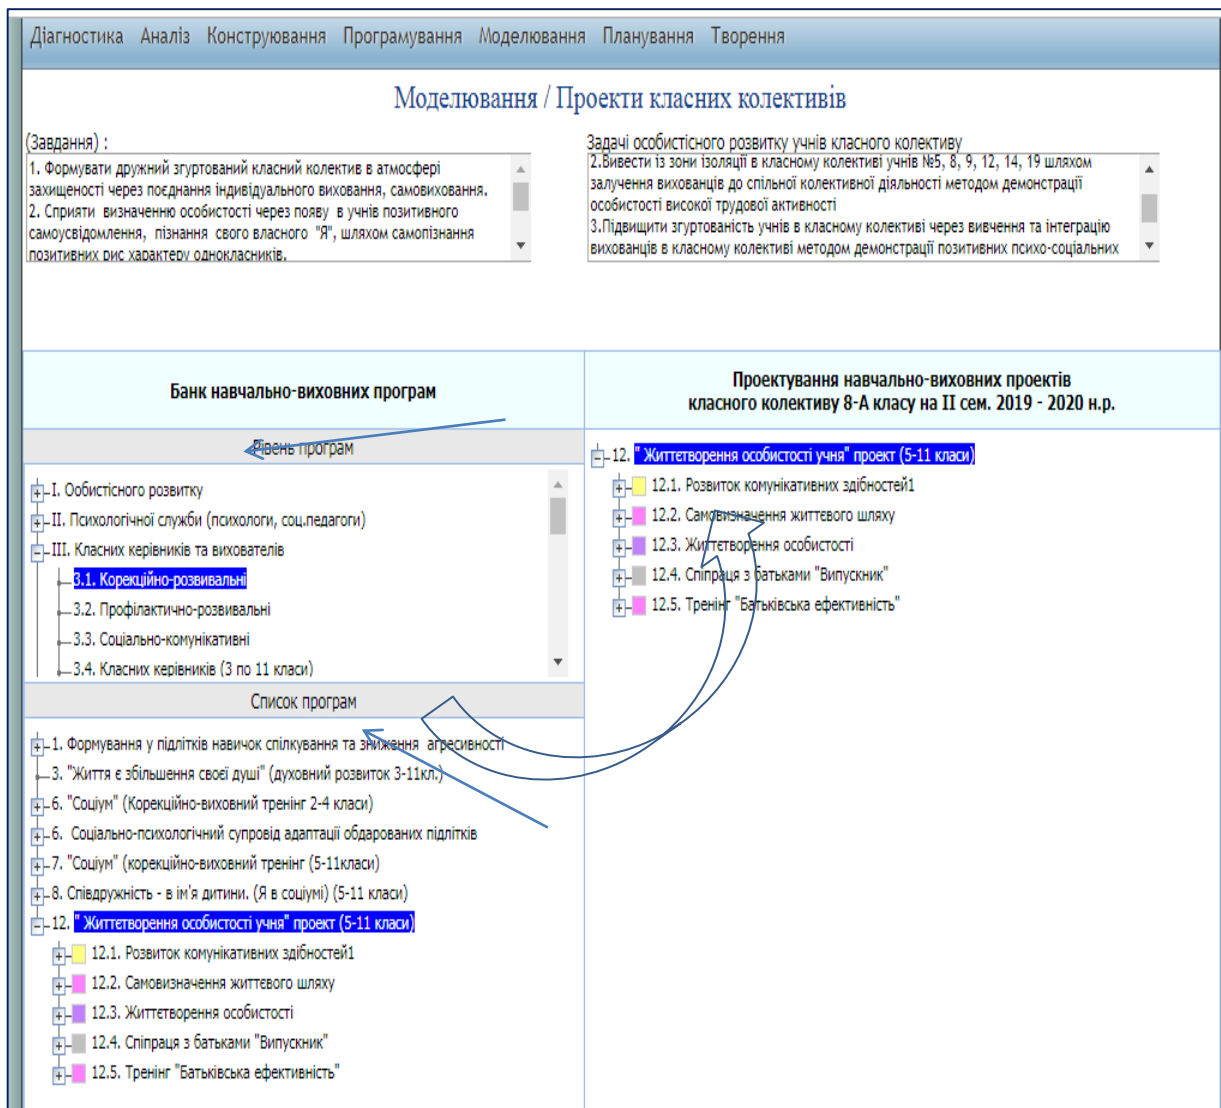 Діагностика Аналіз Конструювання Програмування Моделювання Планування Творення
Моделювання / Проекти класних колективів
(Завдання) :
1. Формувати дружний згуртований класний колектив в атмосфері
захищеності через поєднання індивідуального виховання, самовиховання.
2. Сприяти визначенню особистості через появу в учнів позитивного
самоусвідомлення, пізнання свого власного "Я", шляхом самопізнання
позитивних рис характеру однокласників.
Задачі особистісного розвитку учнів класного колективу
2.Вивести із зони ізоляції в класному колективі учнів №5, 8, 9, 12, 14, 19 шляхом
залучення вихованців до спільної колективної діяльності методом демонстрації
особистості високої трудової активності
3.Підвищити згуртованість учнів в класному колективі через вивчення та інтеграцію
вихованців в класному колективі методом демонстрації позитивних психо-соціальних
Банк навчально-виховних програм
Рівень програм
I. Ообистісного розвитку
II. Психологічної служби (психологи, соц.педагоги)
III. Класних керівників та вихователів
3.1. Корекційно-розвивальні
3.2. Профілактично-розвивальні
3.3. Соціально-комунікативні
3.4. Класних керівників (3 по 11 класи)
Список програм
1. Формування у підлітків навичок спілкування та зниження агресивності
3. "Життя є збільшення своєї душі" (духовний розвиток 3-11кл.)
6. "Соціум" (Корекційно-виховний тренінг 2-4 класи)
6. Соціально-психологічний супровід адаптації обдарованих підлітків
7. "Соціум" (корекційно-виховний тренінг (5-11класи)
8. Співдружність - в ім'я дитини. (Я в соціумі) (5-11 класи)
12. " Життєтворення особистості учня" проект (5-11 класи)
12.1. Розвиток комунікативних здібностей1
12.2. Самовизначення життєвого шляху
12.3. Життєтворення особистості
12.4. Спіпраця з батьками "Випускник"
12.5. Тренінг "Батьківська ефективність"
Проектування навчально-виховних проектів
класного колективу 8-А класу на II сем. 2019 - 2020 н.р.
12. " Життєтворення особистості учня" проект (5-11 класи)
12.1. Розвиток комунікативних здібностей1
12.2. Самовизначення життєвого шляху
12.3. Життєтворення особистості
12.4. Спіпраця з батьками "Випускник"
12.5. Тренінг "Батьківська ефективність"